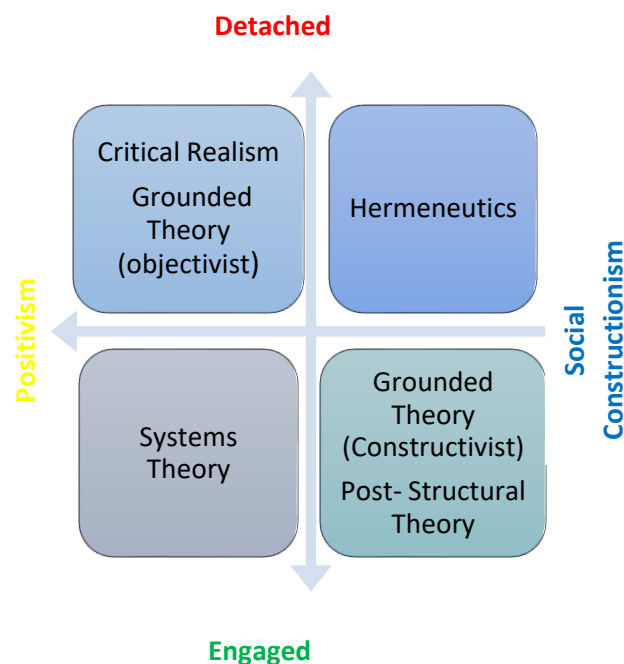 Detached
Critical Realism
Grounded
Theory
(objectivist)
Hermeneutics
Positivism
Social
Constructionism
Systems
Theory
Grounded
Theory
(Constructivist)
Post- Structural
Theory
Engaged